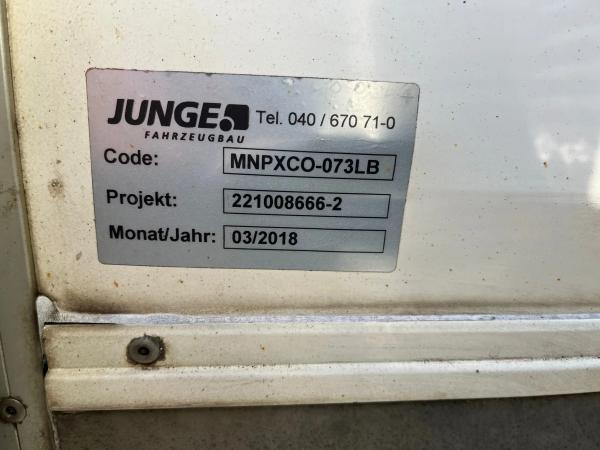 JUNGE Tel. 040 / 670 71-0
FAHRZEUGBAU
Code: MNPXCO-073LB
Projekt: 221008666-2
Monat/Jahr: 03/2018